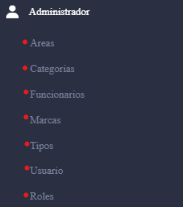 Administrador
Areas
Categorias
Funcionarios
Marcas
Tipos
Usuario
Roles